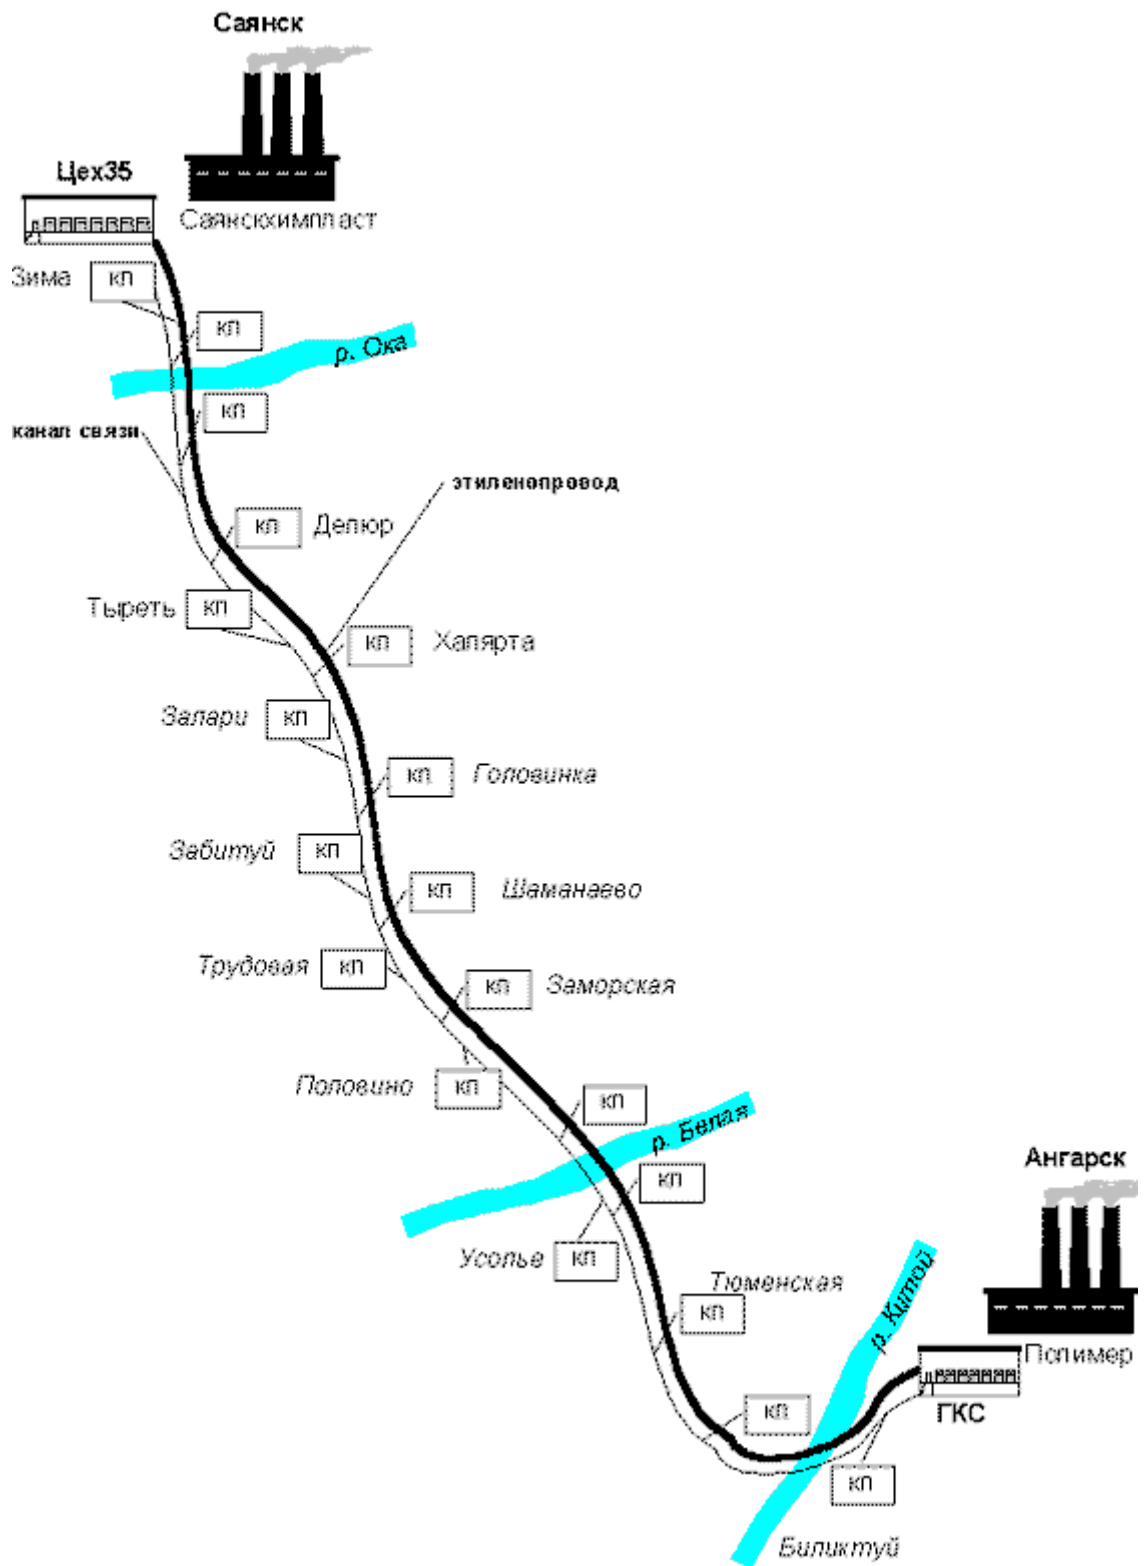 Саянск
Цех35
Саянскхимпласт
Зима КП
КП
р. Ока
КП
канал связи
этиленопровод
КП Делюр
Тыреть КП
КП Халярта
Залари КП
КП Головинка
Забитуй КП
КП Шаманаево
Трудовая КП
КП Заморская
Половино КП
КП
р. Белая
Ангарск
КП
Усолье КП
Тюменская
КП
р. Китой
Полимер
ГКС
КП
КП
Биликтуй